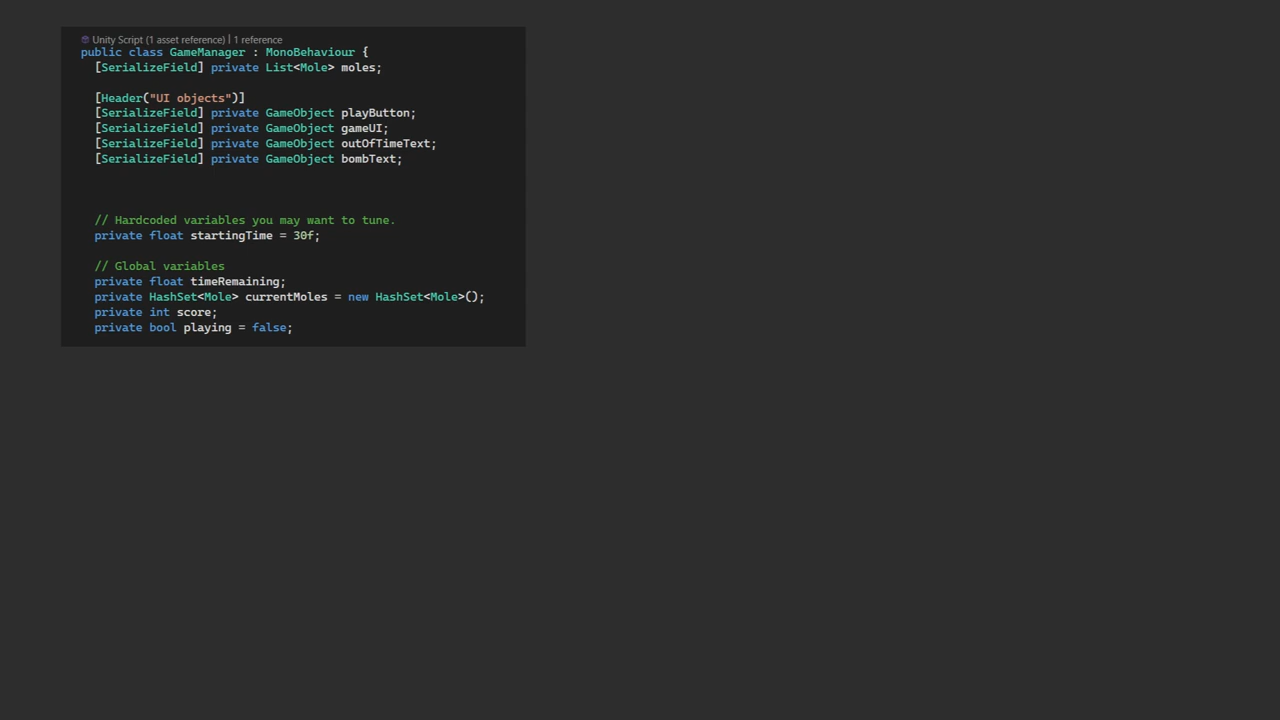 Unity Script (1 asset reference) | 1 reference
public class GameManager : MonoBehaviour {
[SerializeField] private List<Mole> moles;
[Header("UI objects")]
[SerializeField] private GameObject playButton;
[SerializeField] private GameObject gameUI;
[SerializeField] private GameObject outOfTimeText;
[SerializeField] private GameObject bombText;
// Hardcoded variables you may want to tune.
private float startingTime = 30f;
// Global variables
private float timeRemaining;
private HashSet<Mole> currentMoles = new HashSet<Mole>();
private int score;
private bool playing = false;